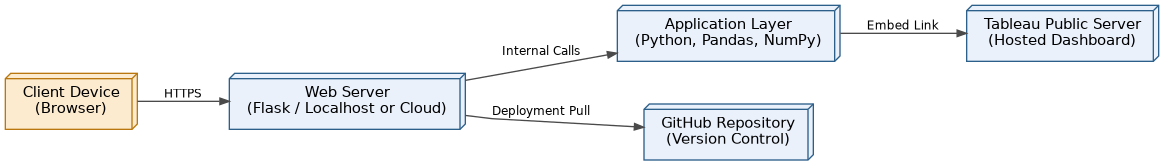 Client Device
(Browser)
HTTPS
Web Server
(Flask / Localhost or Cloud)
Internal Calls
Application Layer
(Python, Pandas, NumPy)
Embed Link
Tableau Public Server
(Hosted Dashboard)
Deployment Pull
GitHub Repository
(Version Control)